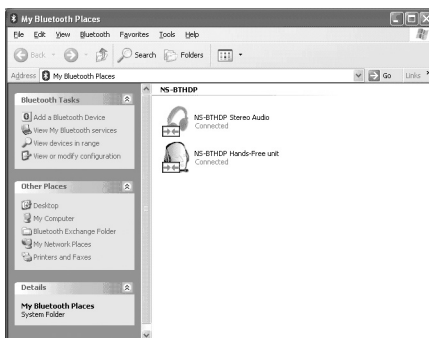 My Bluetooth Places
File Edit View Bluetooth Favorites Tools Help
Back Search Folders
Address My Bluetooth Places Go Links »
NS-BTHDP
Bluetooth Tasks
Add a Bluetooth Device
View My Bluetooth services
View devices in range
View or modify configuration
Other Places
Desktop
My Computer
Bluetooth Exchange Folder
My Network Places
Printers and Faxes
Details
My Bluetooth Places
System Folder
NS-BTHDP Stereo Audio
Connected
NS-BTHDP Hands-Free unit
Connected